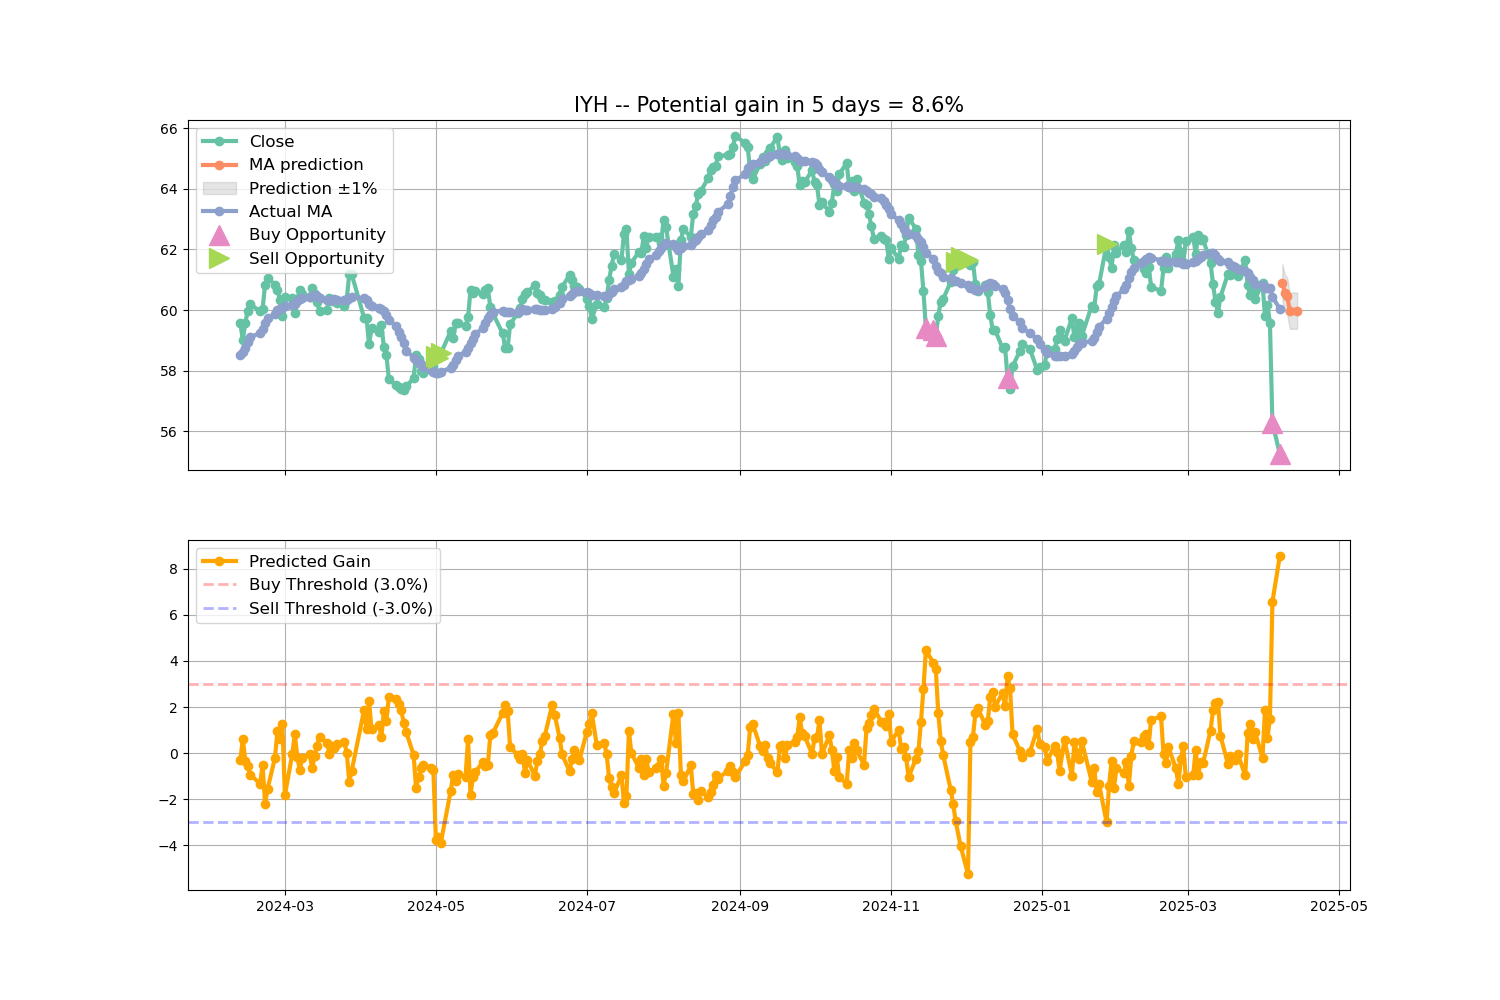 IYH -- Potential gain in 5 days = 8.6%
66
64
62
60
58
56
Close
MA prediction
Prediction ±1%
Actual MA
Buy Opportunity
Sell Opportunity
8
6
4
2
0
−2
−4
Predicted Gain
Buy Threshold (3.0%)
Sell Threshold (-3.0%)
2024-03
2024-05
2024-07
2024-09
2024-11
2025-01
2025-03
2025-05